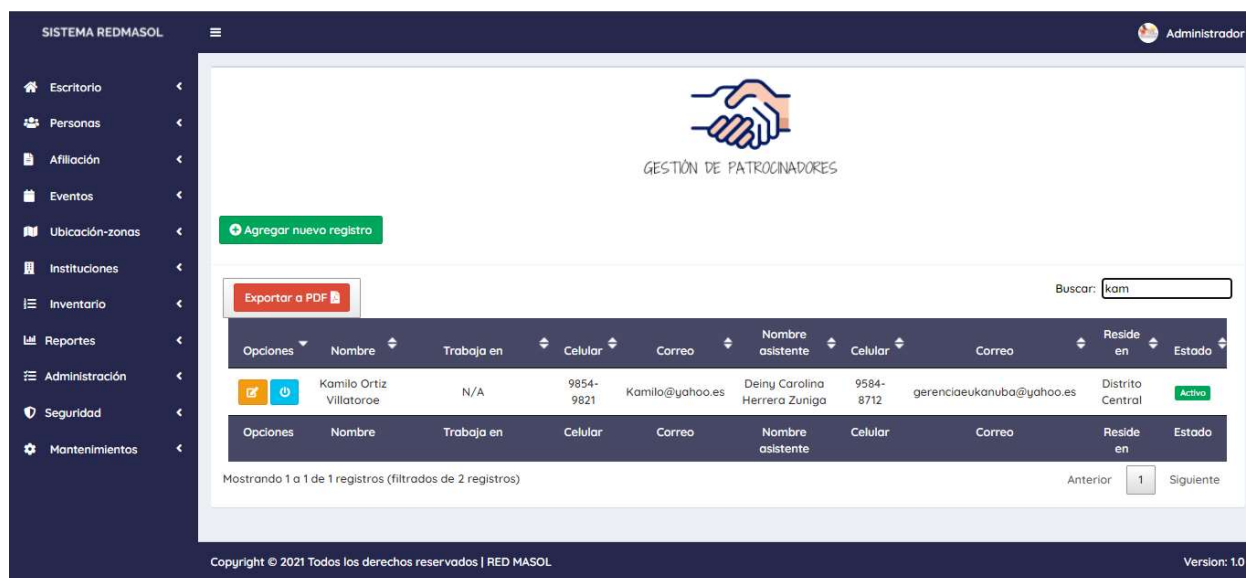 SISTEMA REDMASOL
Administrador
Escritorio
Personas
Afiliación
Eventos
Ubicación-zonas
Instituciones
Inventario
Reportes
Administración
Seguridad
Mantenimientos
GESTIÓN DE PATROCINADORES
Agregar nuevo registro
Exportar a PDF
Buscar: kam
Opciones Nombre Trabaja en Celular Correo Nombre asistente Celular Correo Reside en Estado
Kamilo Ortiz Villatoroe N/A 9854-9821 Kamilo@yahoo.es Deiny Carolina Herrera Zuniga 9584-8712 gerenciaeukanuba@yahoo.es Distrito Central Activo
Opciones Nombre Trabaja en Celular Correo Nombre asistente Celular Correo Reside en Estado
Mostrando 1 a 1 de 1 registros (filtrados de 2 registros)
Anterior 1 Siguiente
Copyright © 2021 Todos los derechos reservados | RED MASOL
Version: 1.0